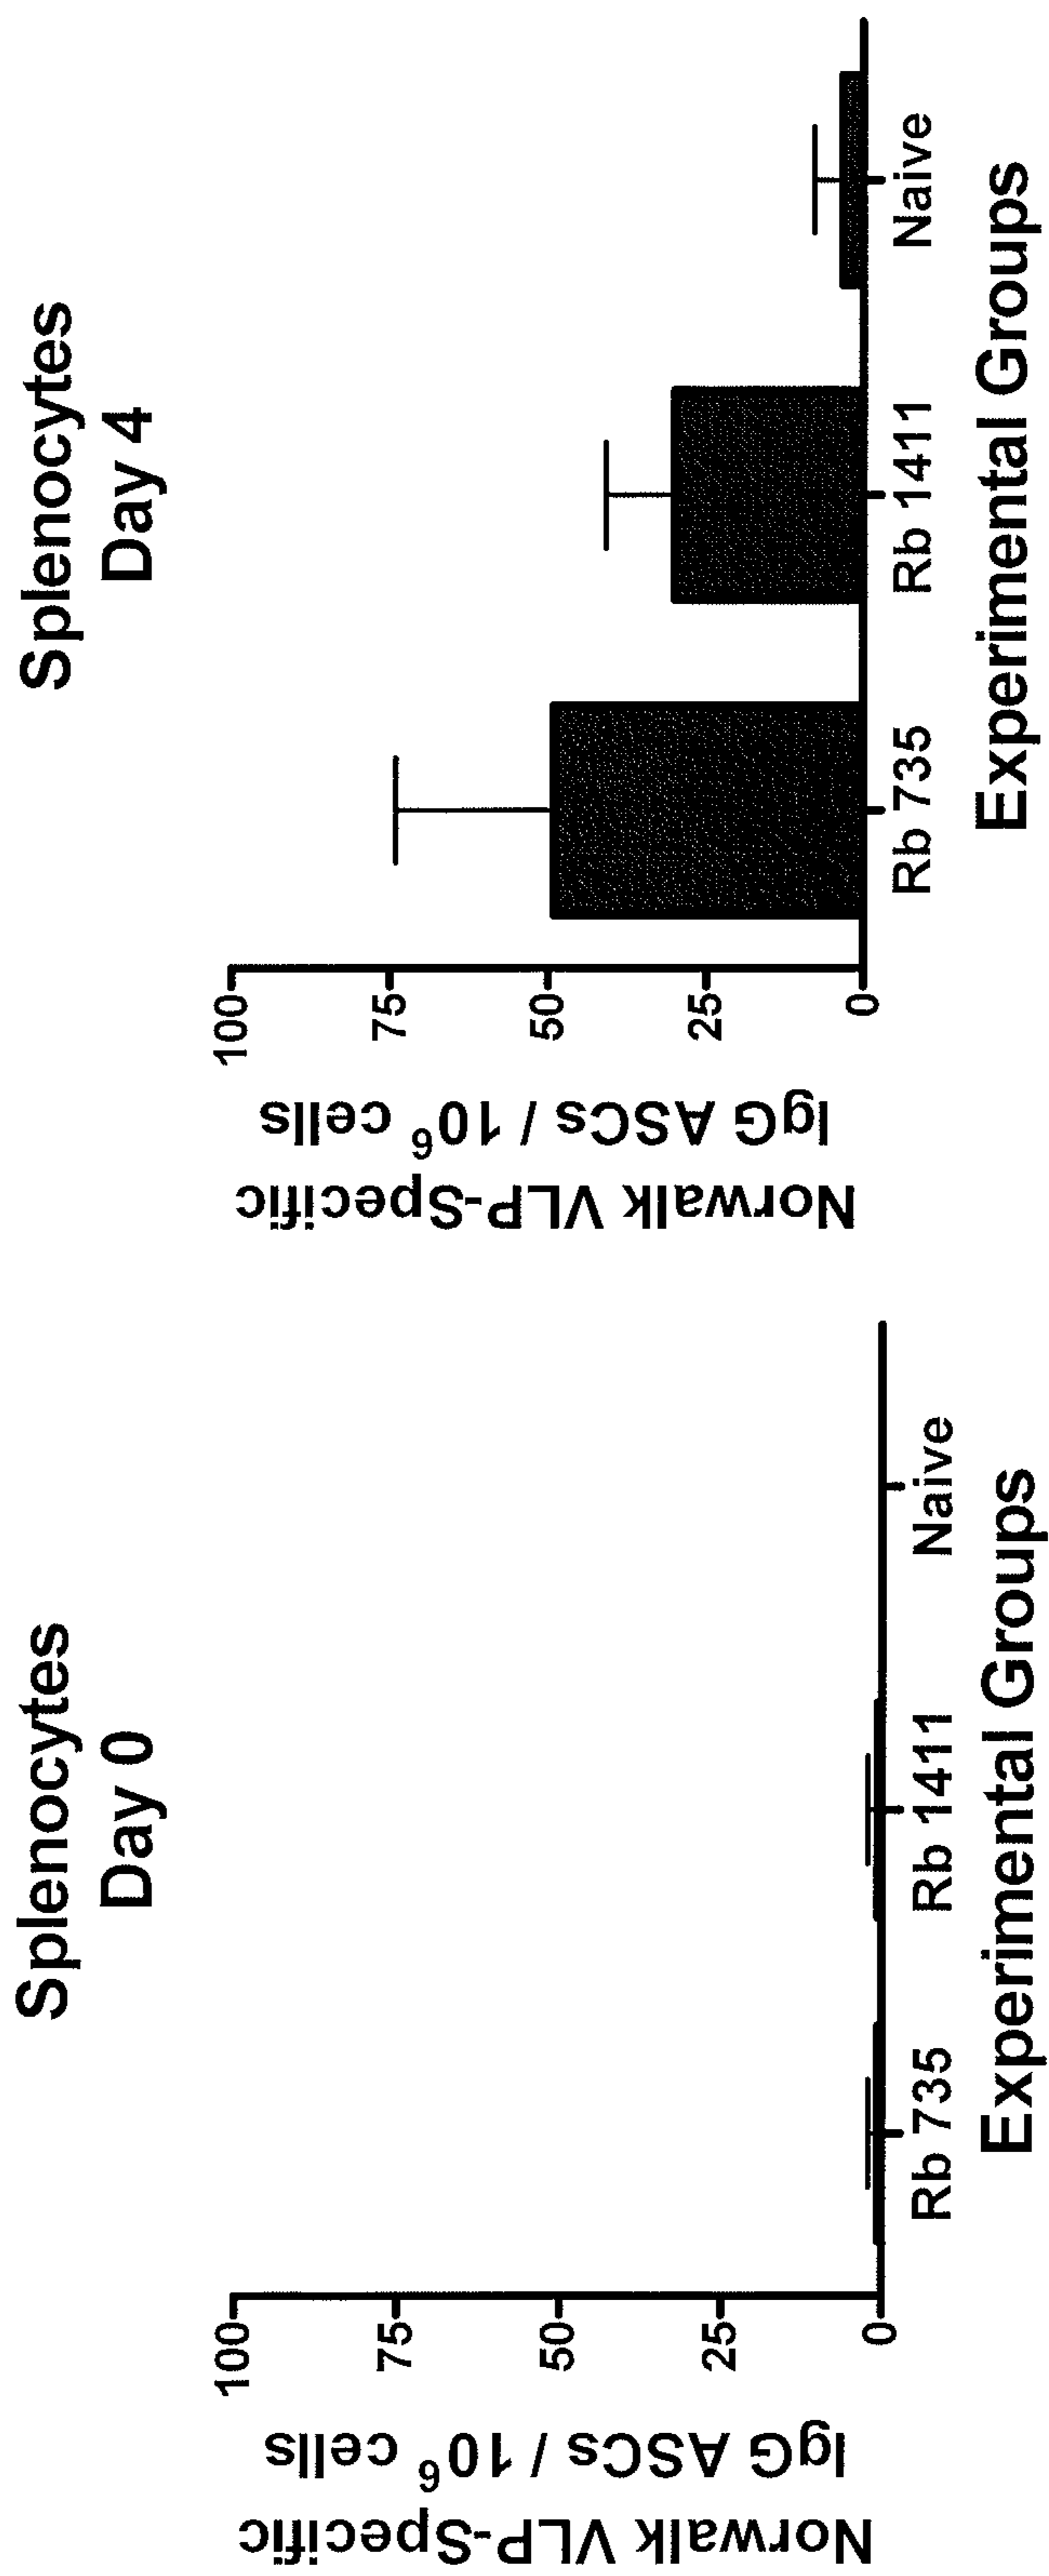 Splenocytes
Day 0
Norwalk VLP-Specific
IgG ASCs / 10⁶ cells
100
75
50
25
0
Rb 735 Rb 1411 Naive
Experimental Groups
Splenocytes
Day 4
Norwalk VLP-Specific
IgG ASCs / 10⁶ cells
100
75
50
25
0
Rb 735 Rb 1411 Naive
Experimental Groups